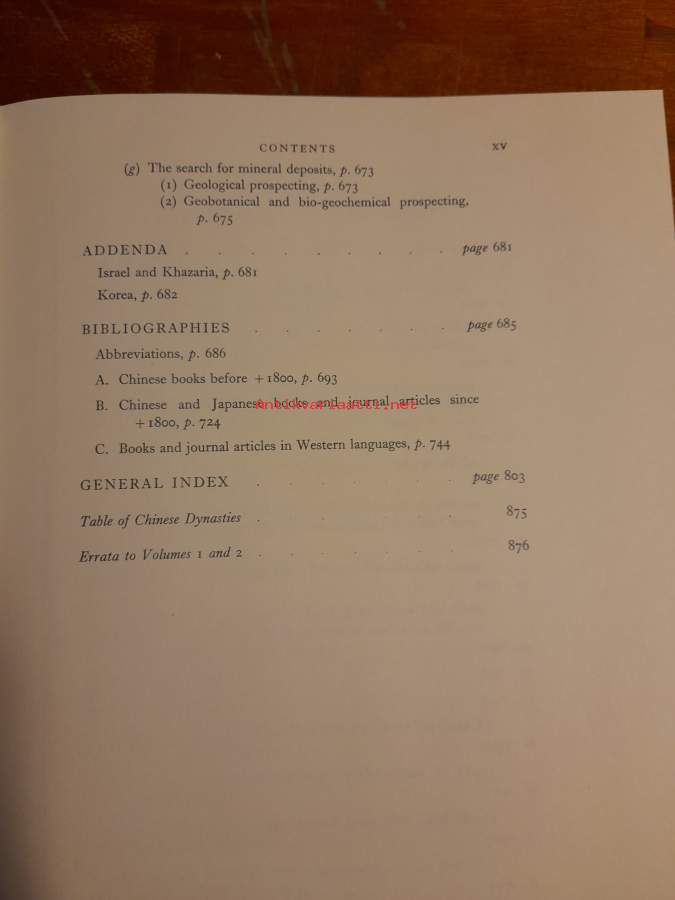 CONTENTS xv
(g) The search for mineral deposits, p. 673
(1) Geological prospecting, p. 673
(2) Geobotanical and bio-geochemical prospecting,
p. 675
ADDENDA . . . . . . . . . page 681
Israel and Khazaria, p. 681
Korea, p. 682
BIBLIOGRAPHIES . . . . . . . page 685
Abbreviations, p. 686
A. Chinese books before +1800, p. 693
B. Chinese and Japanese books and journal articles since
Antikvariaatti.net
+1800, p. 724
C. Books and journal articles in Western languages, p. 744
GENERAL INDEX . . . . . . . page 803
Table of Chinese Dynasties . . . . . . . 875
Errata to Volumes 1 and 2 . . . . . . . 876